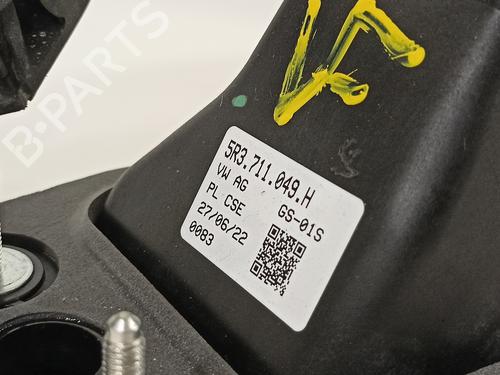 B-PARTS
5R3.711.049.H
VW AG
GS-01S
PL CSE
27/06/22
0083